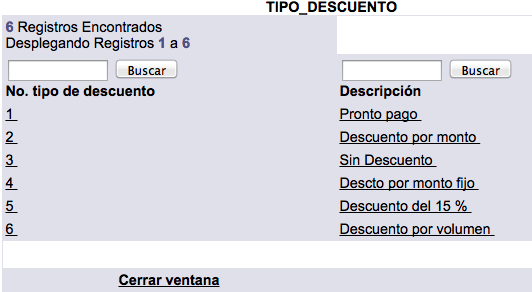 TIPO_DESCUENTO
6 Registros Encontrados
Desplegando Registros 1 a 6
Buscar Buscar
No. tipo de descuento Descripción
1 Pronto pago
2 Descuento por monto
3 Sin Descuento
4 Descto por monto fijo
5 Descuento del 15 %
6 Descuento por volumen
Cerrar ventana